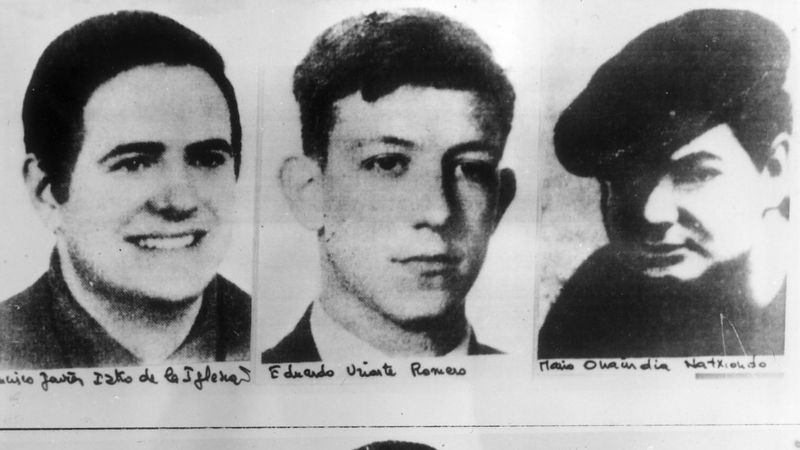 Javier Izko de la Iglesia
Eduardo Uriarte Romero
Mario Onaindia Natxiondo